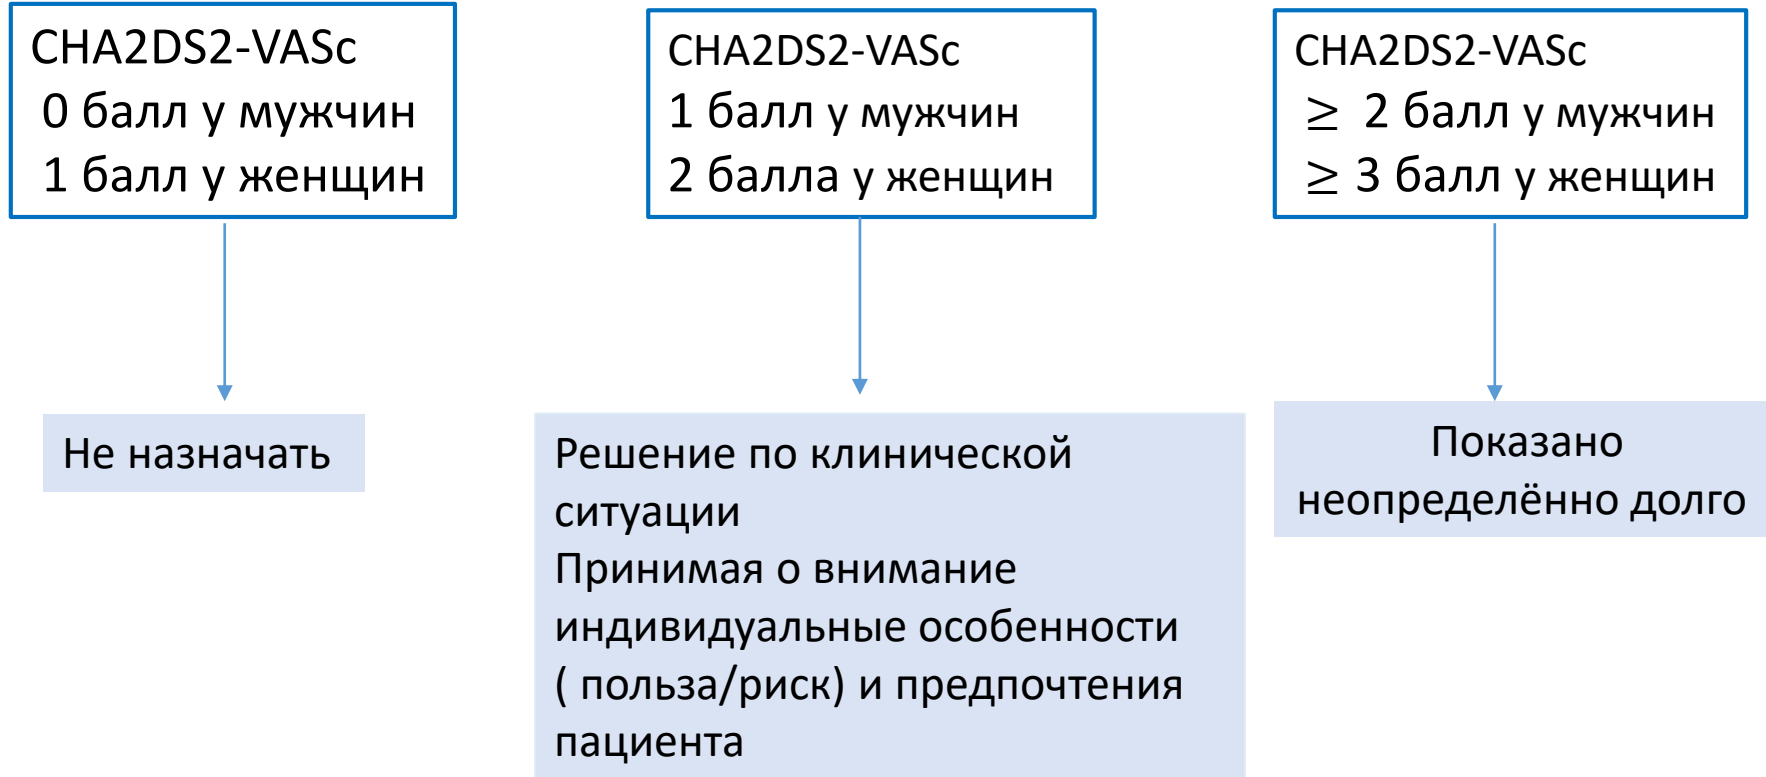 CHA2DS2-VASc
0 балл у мужчин
1 балл у женщин
CHA2DS2-VASc
1 балл у мужчин
2 балла у женщин
CHA2DS2-VASc
≥ 2 балл у мужчин
≥ 3 балл у женщин
Не назначать
Решение по клинической
ситуации
Принимая о внимание
индивидуальные особенности
( польза/риск) и предпочтения
пациента
Показано
неопределённо долго